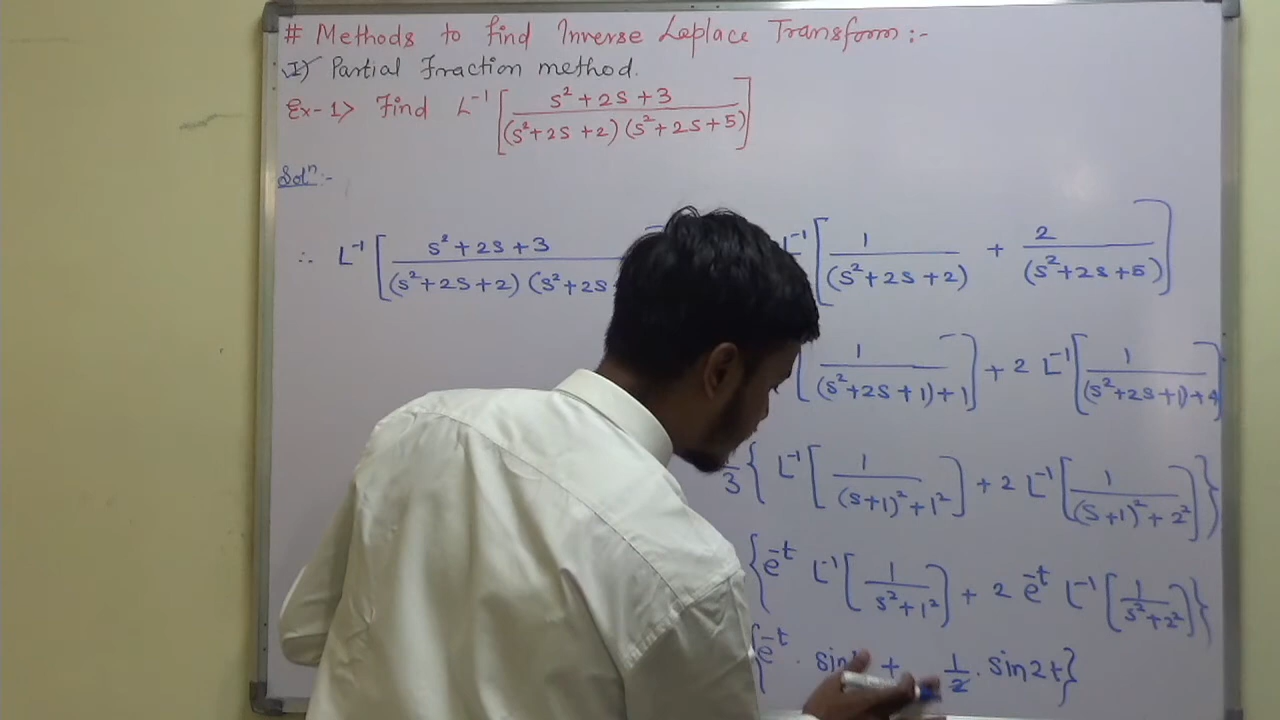 # Methods to find Inverse Laplace Transform:-
I) Partial Fraction method.
Ex-1> Find L⁻¹[(s²+2s+3)/((s²+2s+2)(s²+2s+5))]
Solⁿ:-
∴ L⁻¹[(s²+2s+3)/((s²+2s+2)(s²+2s L⁻¹[1/(s²+2s+2) + 2/(s²+2s+5)]
[1/((s²+2s+1)+1)] + 2 L⁻¹[1/((s²+2s+1)+4)]
3{L⁻¹[1/((s+1)²+1²)] + 2 L⁻¹[1/((s+1)²+2²)]}
{e⁻ᵗ L⁻¹[1/(s²+1²)] + 2 e⁻ᵗ L⁻¹[1/(s²+2²)]}
{e⁻ᵗ · sin + 1/2 · sin2t}